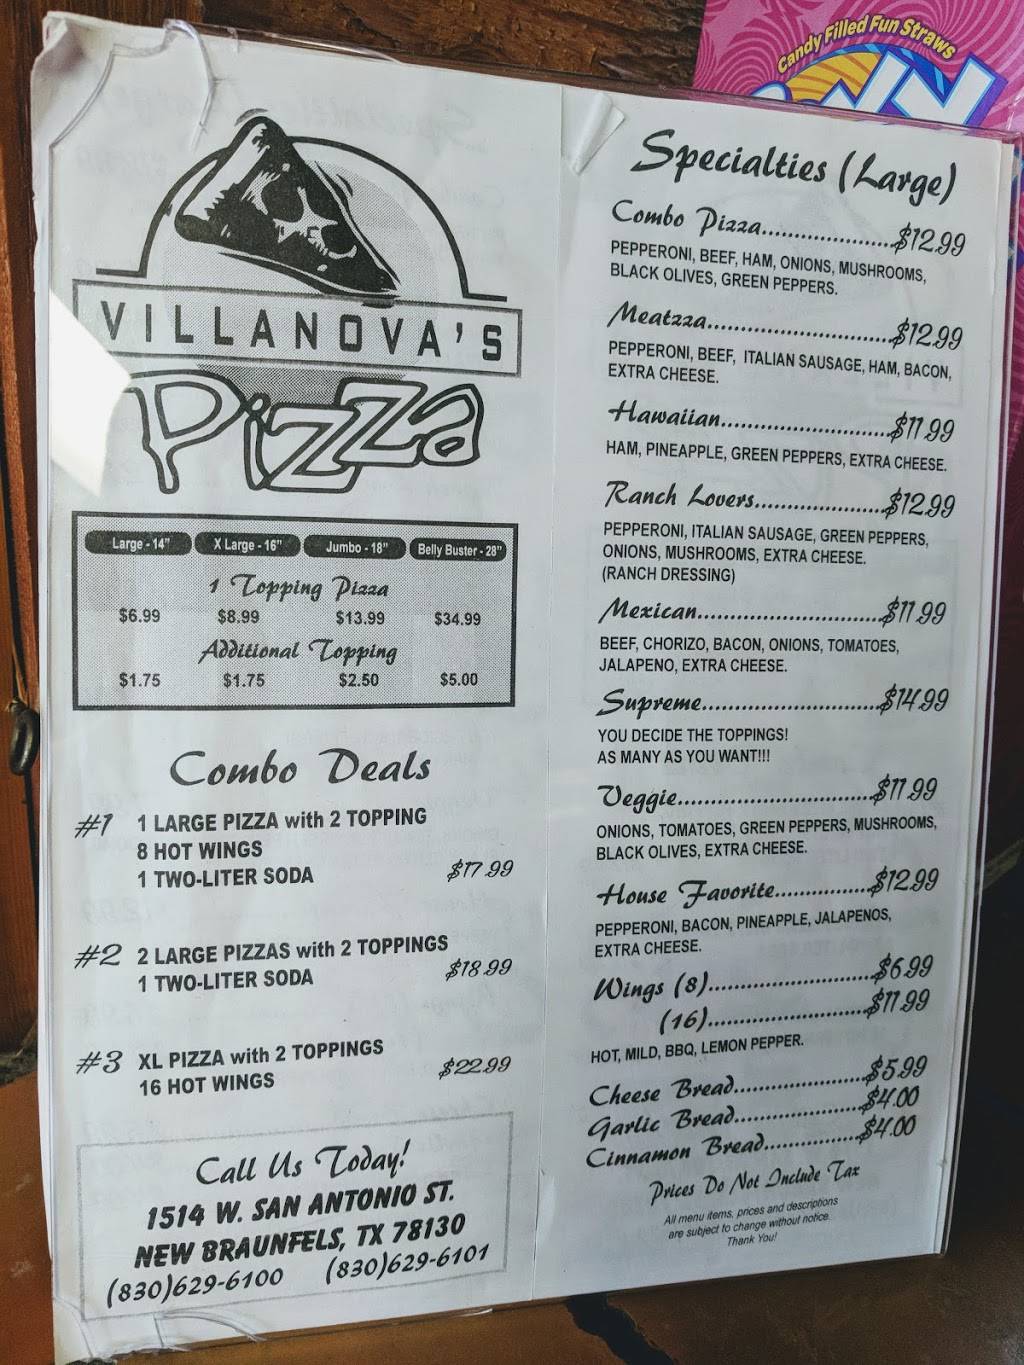 Candy Filled Fun Straws
VILLANOVA'S
Pizza
Large - 14" X Large - 16" Jumbo - 18" Belly Buster - 28"
1 Topping Pizza
$6.99 $8.99 $13.99 $34.99
Additional Topping
$1.75 $1.75 $2.50 $5.00
Combo Deals
#1 1 LARGE PIZZA with 2 TOPPING
8 HOT WINGS
1 TWO-LITER SODA $17.99
#2 2 LARGE PIZZAS with 2 TOPPINGS
1 TWO-LITER SODA $18.99
#3 XL PIZZA with 2 TOPPINGS
16 HOT WINGS $22.99
Call Us Today!
1514 W. SAN ANTONIO ST.
NEW BRAUNFELS, TX 78130
(830)629-6100 (830)629-6101
Specialties (Large)
Combo Pizza.....................$12.99
PEPPERONI, BEEF, HAM, ONIONS, MUSHROOMS,
BLACK OLIVES, GREEN PEPPERS.
Meatzza..............................$12.99
PEPPERONI, BEEF, ITALIAN SAUSAGE, HAM, BACON,
EXTRA CHEESE.
Hawaiian...........................$11.99
HAM, PINEAPPLE, GREEN PEPPERS, EXTRA CHEESE.
Ranch Lovers.....................$12.99
PEPPERONI, ITALIAN SAUSAGE, GREEN PEPPERS,
ONIONS, MUSHROOMS, EXTRA CHEESE.
(RANCH DRESSING)
Mexican..............................$11.99
BEEF, CHORIZO, BACON, ONIONS, TOMATOES,
JALAPENO, EXTRA CHEESE.
Supreme.............................$14.99
YOU DECIDE THE TOPPINGS!
AS MANY AS YOU WANT!!!
Veggie................................$11.99
ONIONS, TOMATOES, GREEN PEPPERS, MUSHROOMS,
BLACK OLIVES, EXTRA CHEESE.
House Favorite...............$12.99
PEPPERONI, BACON, PINEAPPLE, JALAPENOS,
EXTRA CHEESE.
Wings (8)...........................$6.99
(16)..........................$11.99
HOT, MILD, BBQ, LEMON PEPPER.
Cheese Bread.....................$5.99
Garlic Bread.....................$4.00
Cinnamon Bread...............$4.00
Prices Do Not Include Tax
All menu items, prices and descriptions
are subject to change without notice.
Thank You!